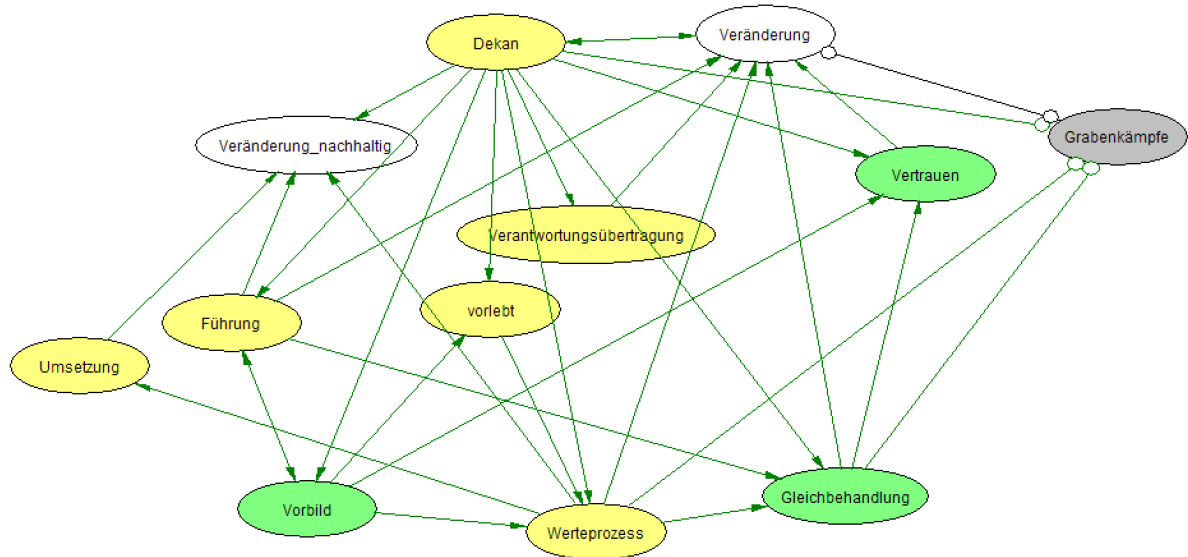 Veränderung
Dekan
Grabenkämpfe
Veränderung_nachhaltig
Vertrauen
Verantwortungsübertragung
vorlebt
Führung
Umsetzung
Gleichbehandlung
Vorbild
Werteprozess